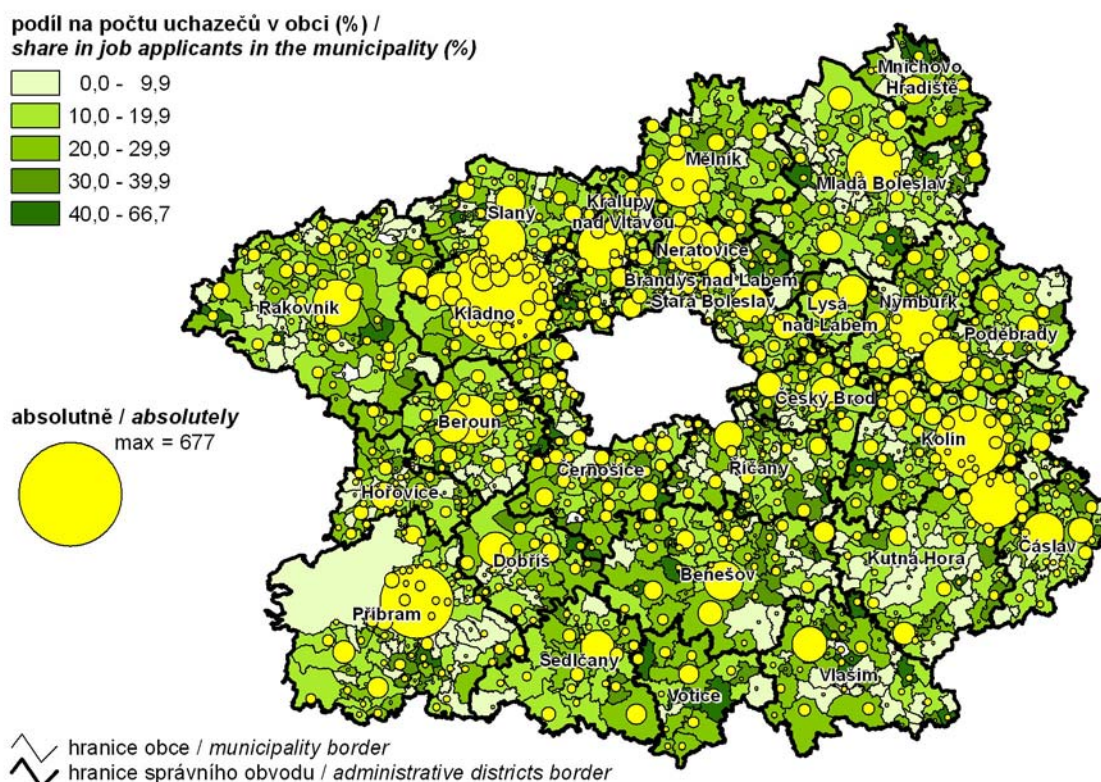 podíl na počtu uchazečů v obci (%) /
share in job applicants in the municipality (%)
0,0 - 9,9
10,0 - 19,9
20,0 - 29,9
30,0 - 39,9
40,0 - 66,7
absolutně / absolutely
max = 677
Mnichovo
Hradiště
Mělník
Mladá Boleslav
Slaný
Kralupy
nad Vltavou
Neratovice
Brandýs nad Labem
Stará Boleslav
Lysá
nad Labem
Nymburk
Poděbrady
Rakovník
Kladno
Český Brod
Beroun
Kolín
Černošice
Říčany
Hořovice
Dobříš
Benešov
Kutná Hora
Čáslav
Příbram
Sedlčany
Votice
Vlašim
hranice obce / municipality border
hranice správního obvodu / administrative districts border